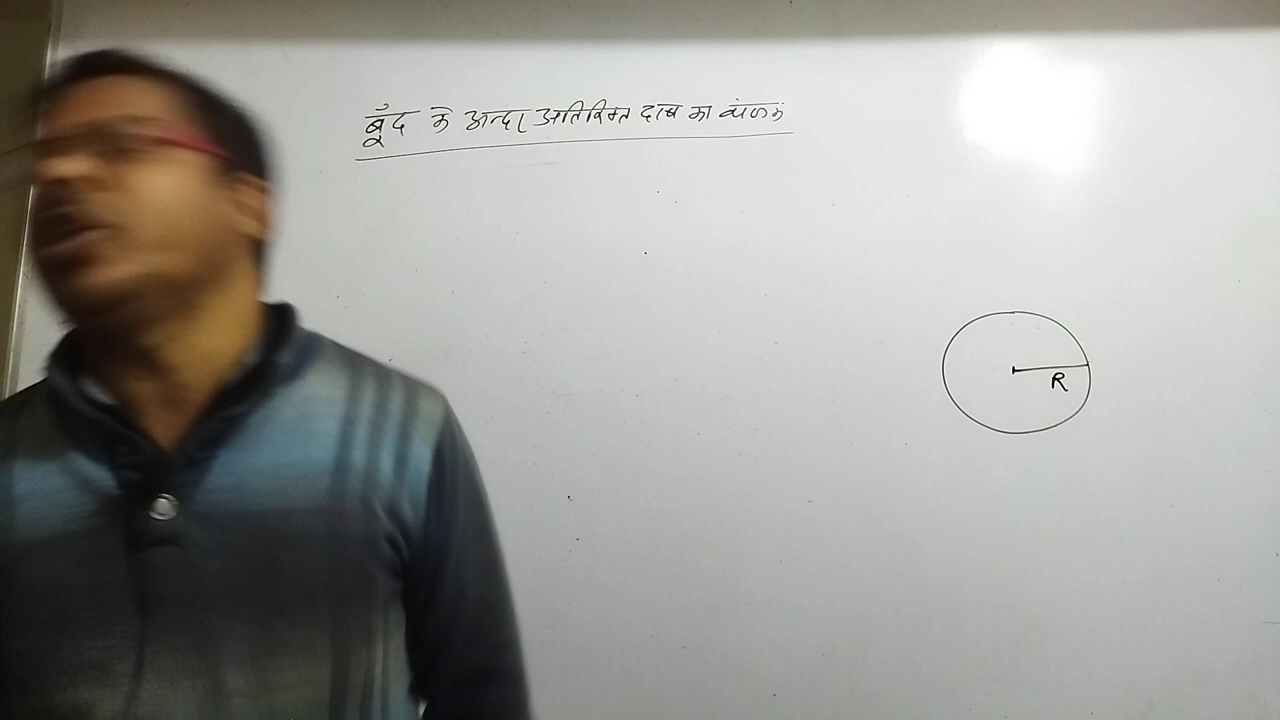 बूँद के अन्दर अतिरिक्त दाब का व्यंजक
R